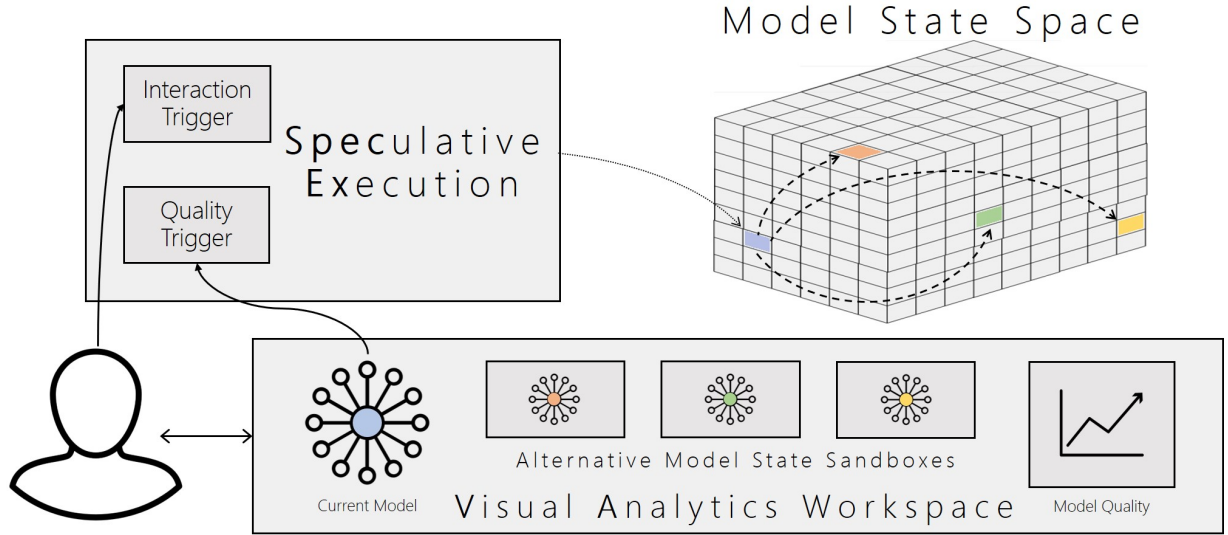 Model State Space
Interaction
Trigger
Speculative
Execution
Quality
Trigger
Alternative Model State Sandboxes
Current Model
Visual Analytics Workspace
Model Quality